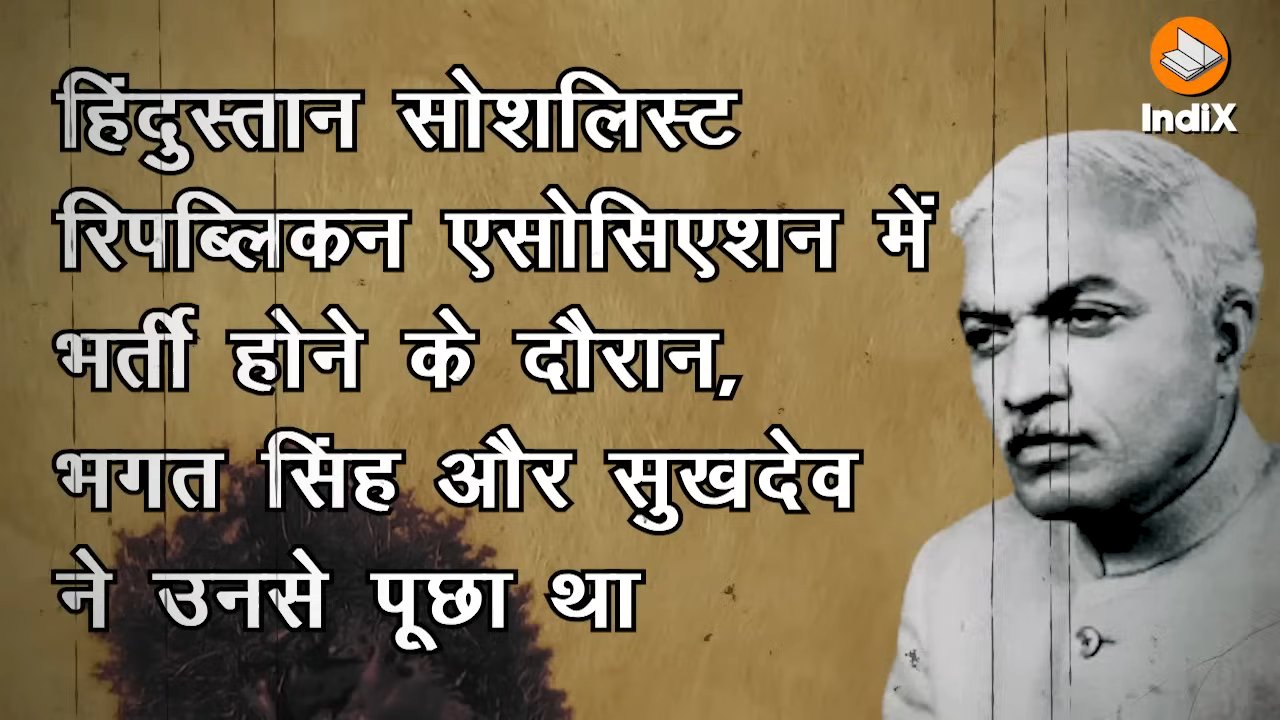 IndiX
हिंदुस्तान सोशलिस्ट
रिपब्लिकन एसोसिएशन में
भर्ती होने के दौरान,
भगत सिंह और सुखदेव
ने उनसे पूछा था